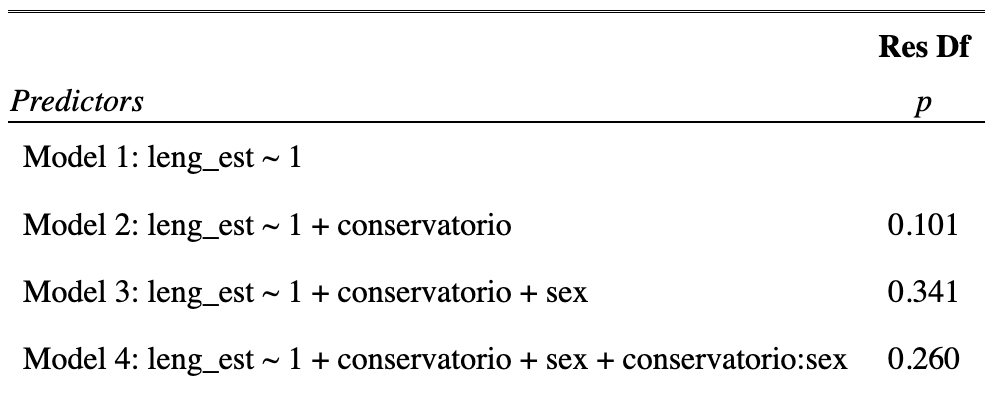 Res Df
Predictors p
Model 1: leng_est ~ 1
Model 2: leng_est ~ 1 + conservatorio 0.101
Model 3: leng_est ~ 1 + conservatorio + sex 0.341
Model 4: leng_est ~ 1 + conservatorio + sex + conservatorio:sex 0.260